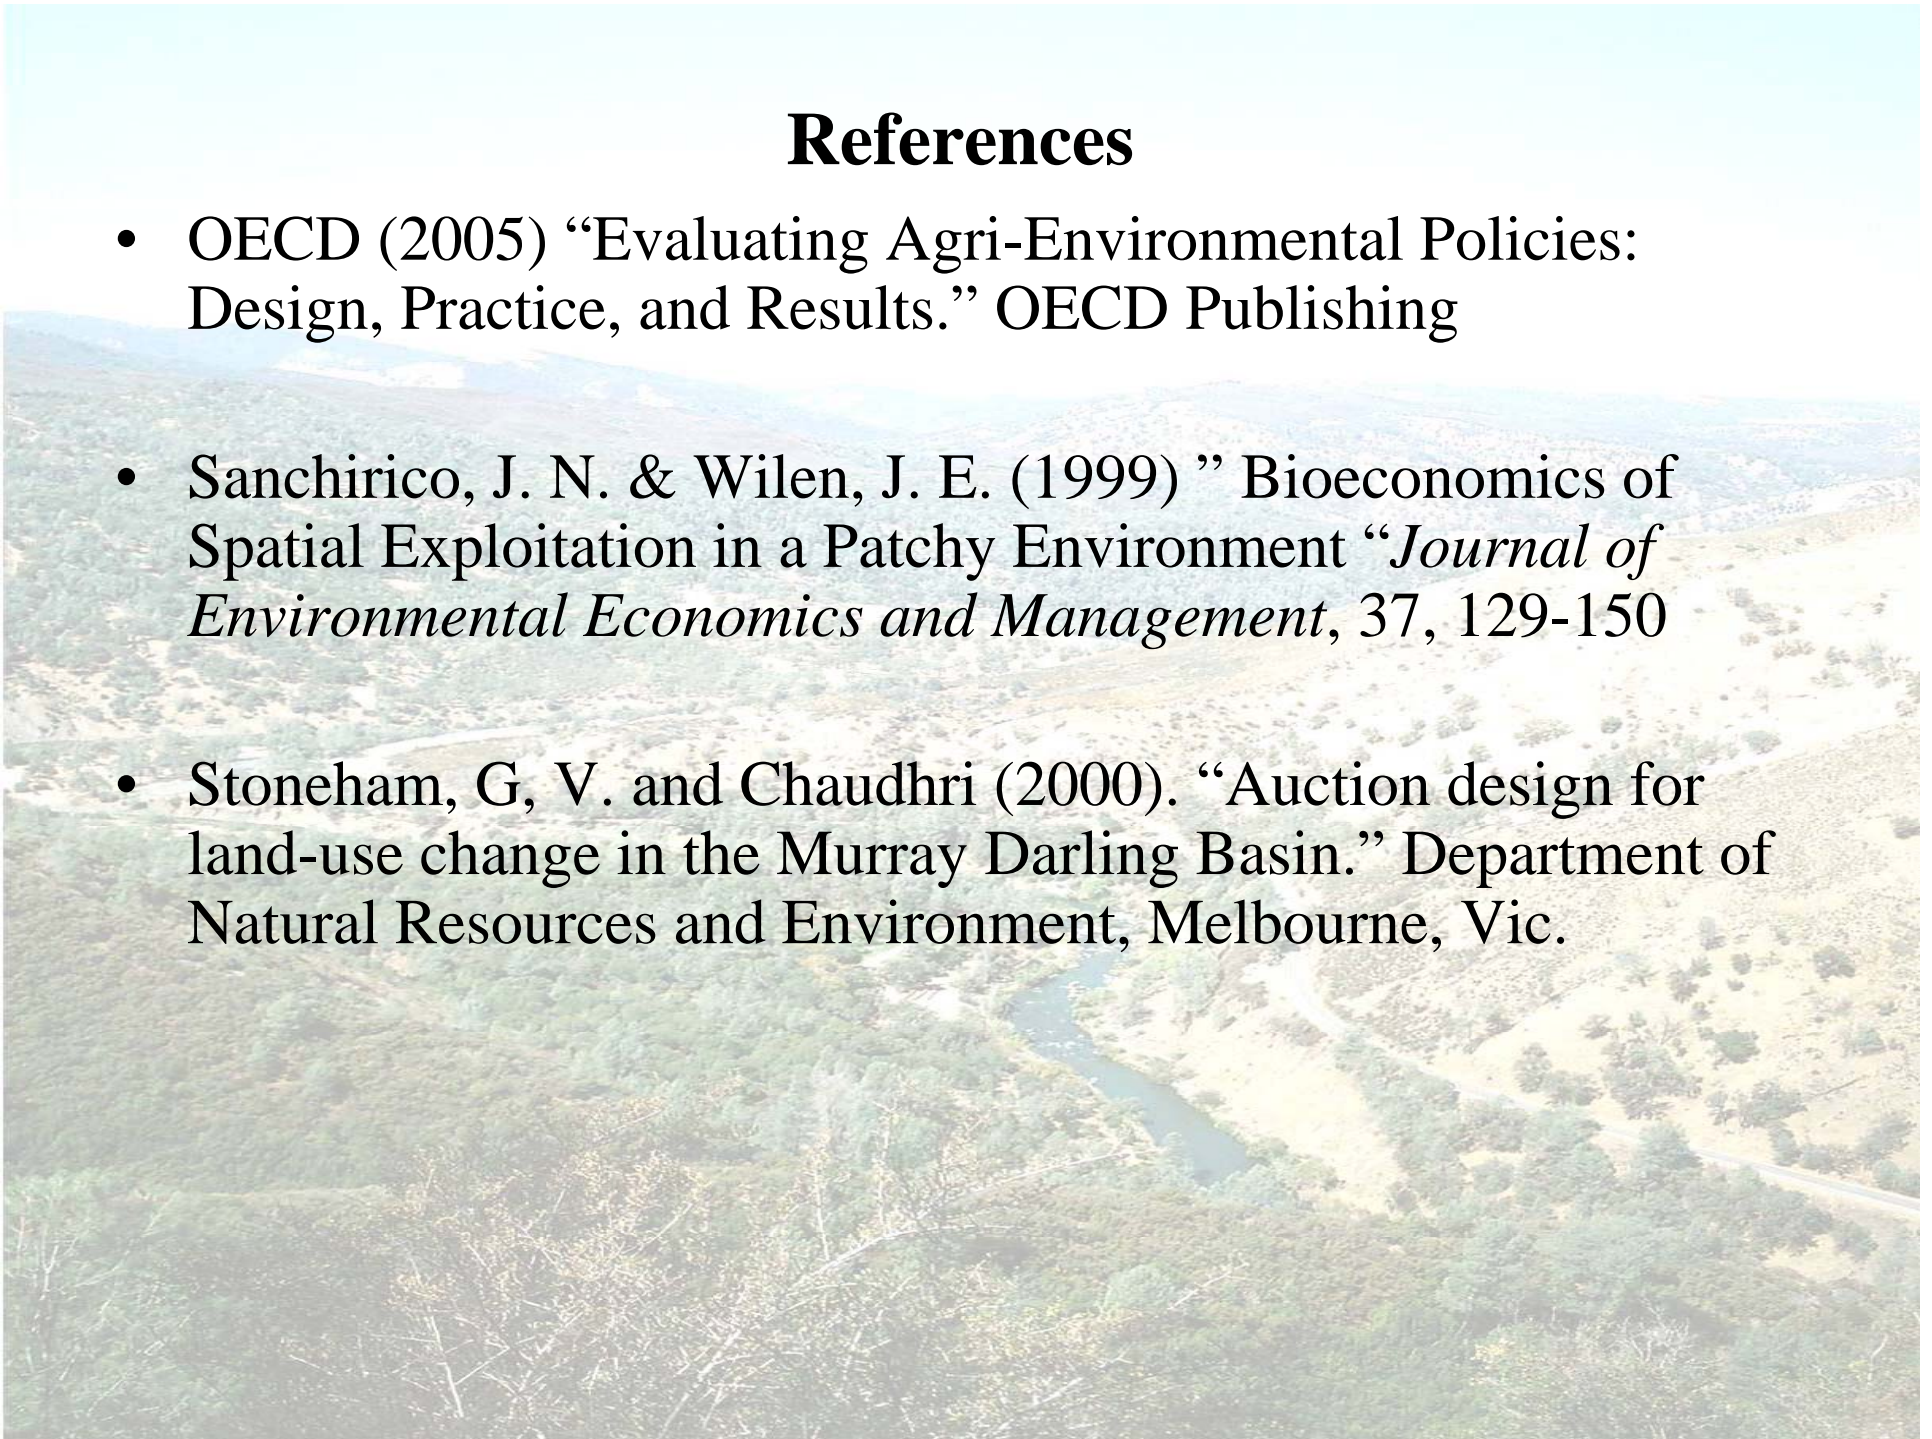 References
• OECD (2005) “Evaluating Agri-Environmental Policies:
Design, Practice, and Results.” OECD Publishing
• Sanchirico, J. N. & Wilen, J. E. (1999) ” Bioeconomics of
Spatial Exploitation in a Patchy Environment “Journal of
Environmental Economics and Management, 37, 129-150
• Stoneham, G, V. and Chaudhri (2000). “Auction design for
land-use change in the Murray Darling Basin.” Department of
Natural Resources and Environment, Melbourne, Vic.